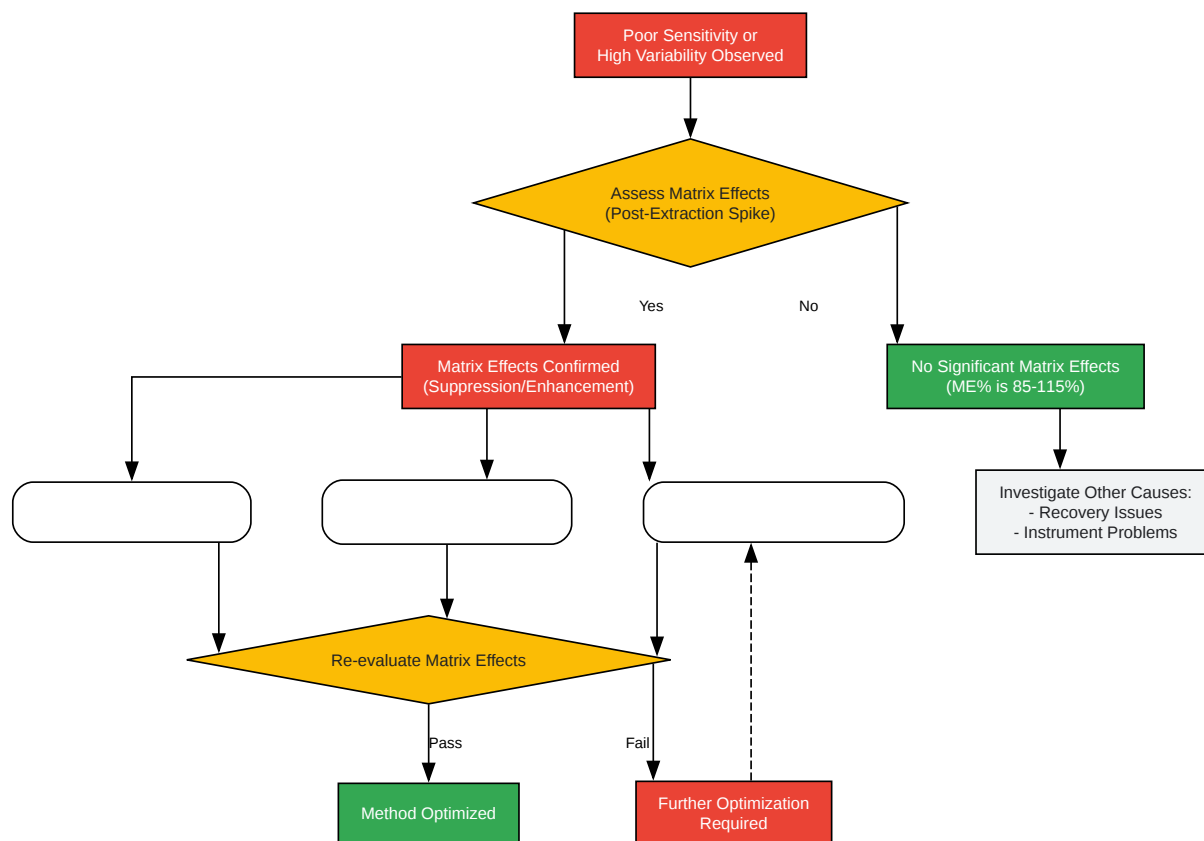 Poor Sensitivity or
High Variability Observed
Assess Matrix Effects
(Post-Extraction Spike)
Yes
No
Matrix Effects Confirmed
(Suppression/Enhancement)
No Significant Matrix Effects
(ME% is 85-115%)
Investigate Other Causes:
- Recovery Issues
- Instrument Problems
Re-evaluate Matrix Effects
Pass
Fail
Method Optimized
Further Optimization
Required